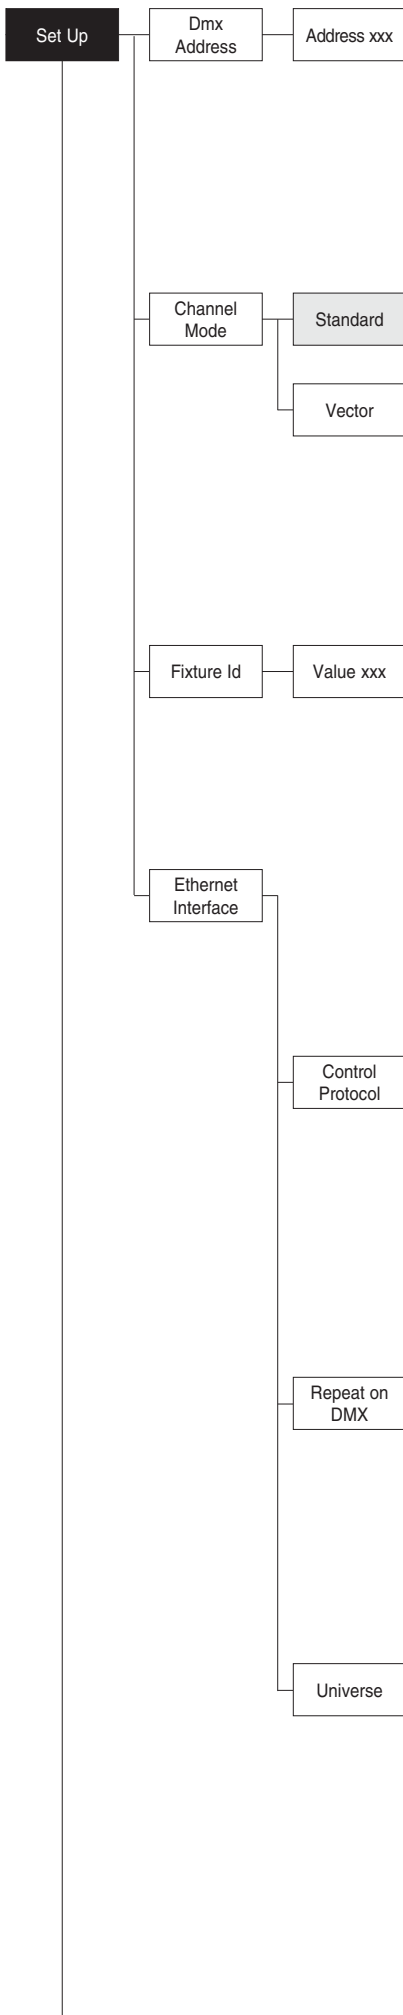 Set Up
Dmx
Address
Address xxx
Channel
Mode
Standard
Vector
Fixture Id
Value xxx
Ethernet
Interface
Control
Protocol
Repeat on
DMX
Universe